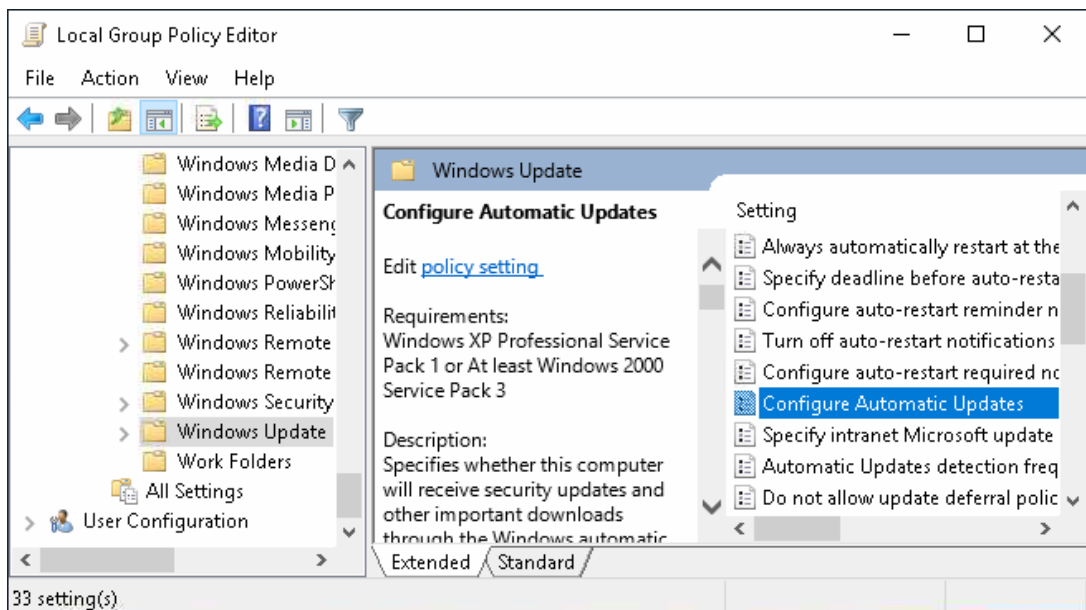 Local Group Policy Editor
File Action View Help
Windows Media D
Windows Media P
Windows Messeng
Windows Mobility
Windows PowerSh
Windows Reliabilit
Windows Remote
Windows Remote
Windows Security
Windows Update
Work Folders
All Settings
User Configuration
Windows Update
Configure Automatic Updates
Edit policy setting
Requirements:
Windows XP Professional Service
Pack 1 or At least Windows 2000
Service Pack 3
Description:
Specifies whether this computer
will receive security updates and
other important downloads
through the Windows automatic
Setting
Always automatically restart at the
Specify deadline before auto-resta
Configure auto-restart reminder n
Turn off auto-restart notifications
Configure auto-restart required no
Configure Automatic Updates
Specify intranet Microsoft update
Automatic Updates detection freq
Do not allow update deferral polic
Extended Standard
33 setting(s)